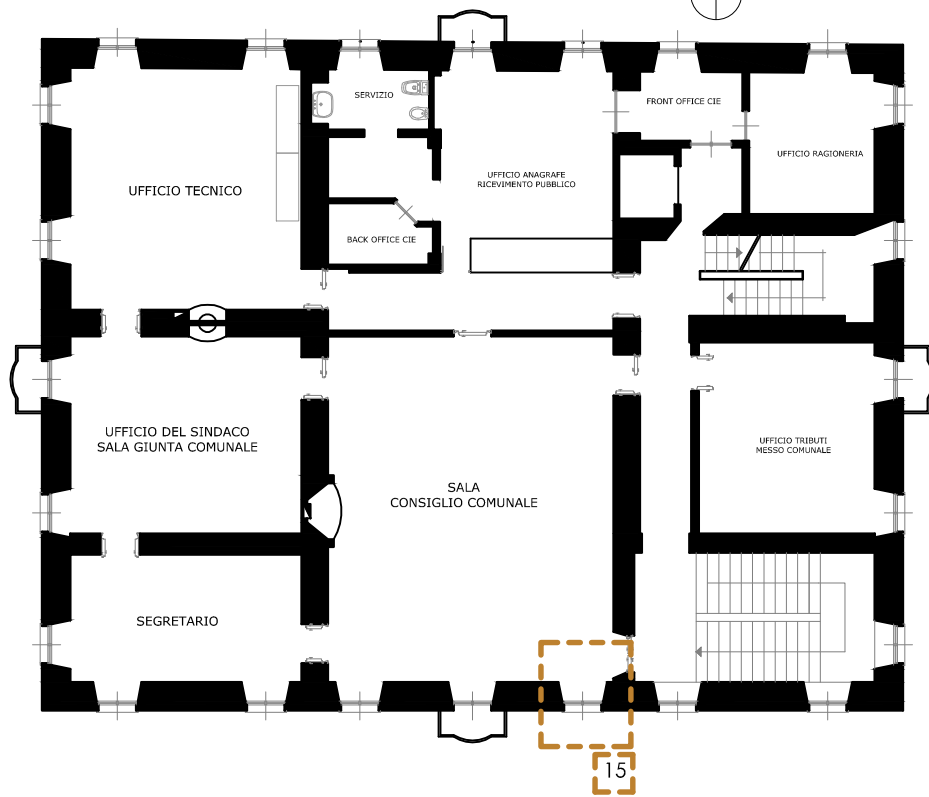 SERVIZIO
FRONT OFFICE CIE
UFFICIO RAGIONERIA
UFFICIO TECNICO
UFFICIO ANAGRAFE
RICEVIMENTO PUBBLICO
BACK OFFICE CIE
UFFICIO DEL SINDACO
SALA GIUNTA COMUNALE
UFFICIO TRIBUTI
MESSO COMUNALE
SALA
CONSIGLIO COMUNALE
SEGRETARIO
15